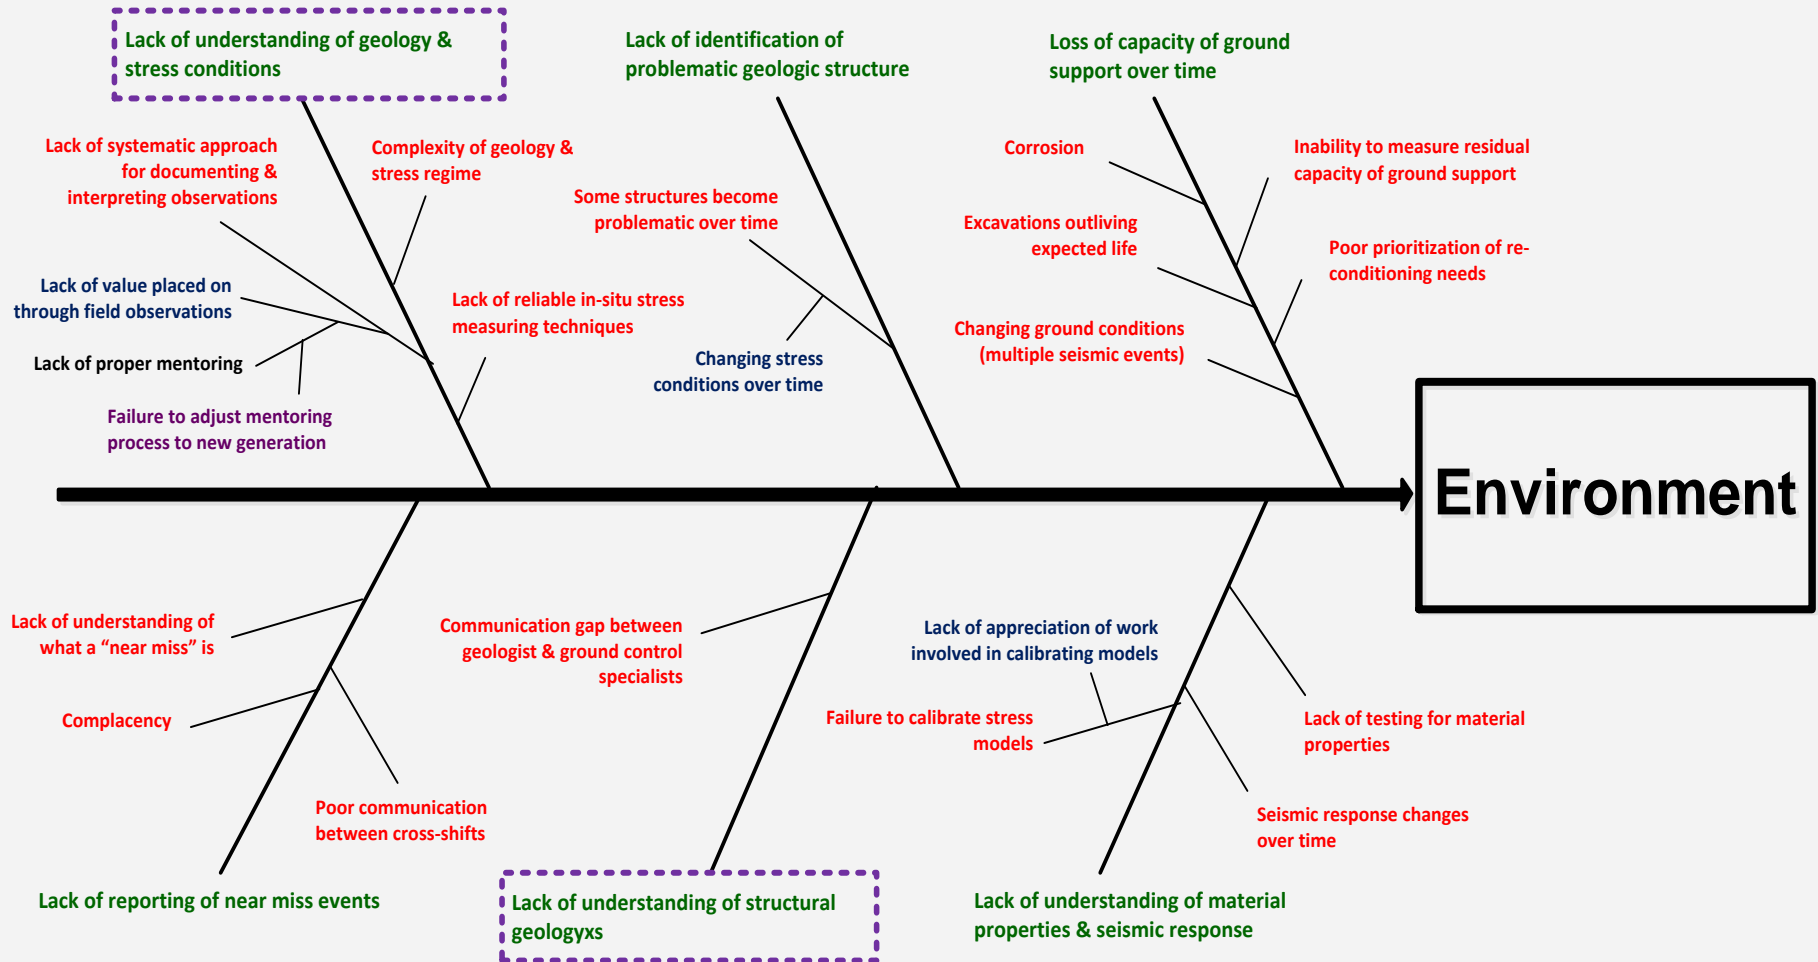 Lack of understanding of geology &
stress conditions
Lack of identification of
problematic geologic structure
Loss of capacity of ground
support over time
Lack of systematic approach
for documenting &
interpreting observations
Complexity of geology &
stress regime
Lack of value placed on
through field observations
Lack of reliable in-situ stress
measuring techniques
Lack of proper mentoring
Failure to adjust mentoring
process to new generation
Some structures become
problematic over time
Changing stress
conditions over time
Corrosion
Inability to measure residual
capacity of ground support
Excavations outliving
expected life
Poor prioritization of re-
conditioning needs
Changing ground conditions
(multiple seismic events)
Environment
Lack of understanding of
what a “near miss” is
Complacency
Poor communication
between cross-shifts
Lack of reporting of near miss events
Communication gap between
geologist & ground control
specialists
Lack of understanding of structural
geologyxs
Lack of appreciation of work
involved in calibrating models
Failure to calibrate stress
models
Lack of testing for material
properties
Seismic response changes
over time
Lack of understanding of material
properties & seismic response